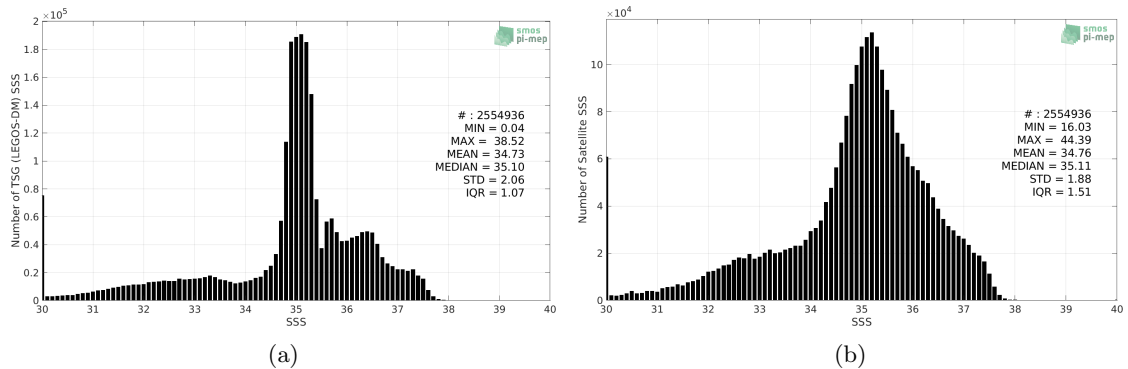 ×10⁵
2
1.8
1.6
1.4
1.2
1
0.8
0.6
0.4
0.2
0
30 31 32 33 34 35 36 37 38 39 40
SSS
Number of TSG (LEGOS-DM) SSS
smos
pi-mep
# : 2554936
MIN = 0.04
MAX = 38.52
MEAN = 34.73
MEDIAN = 35.10
STD = 2.06
IQR = 1.07
(a)
×10⁴
10
8
6
4
2
0
30 31 32 33 34 35 36 37 38 39 40
SSS
Number of Satellite SSS
smos
pi-mep
# : 2554936
MIN = 16.03
MAX = 44.39
MEAN = 34.76
MEDIAN = 35.11
STD = 1.88
IQR = 1.51
(b)